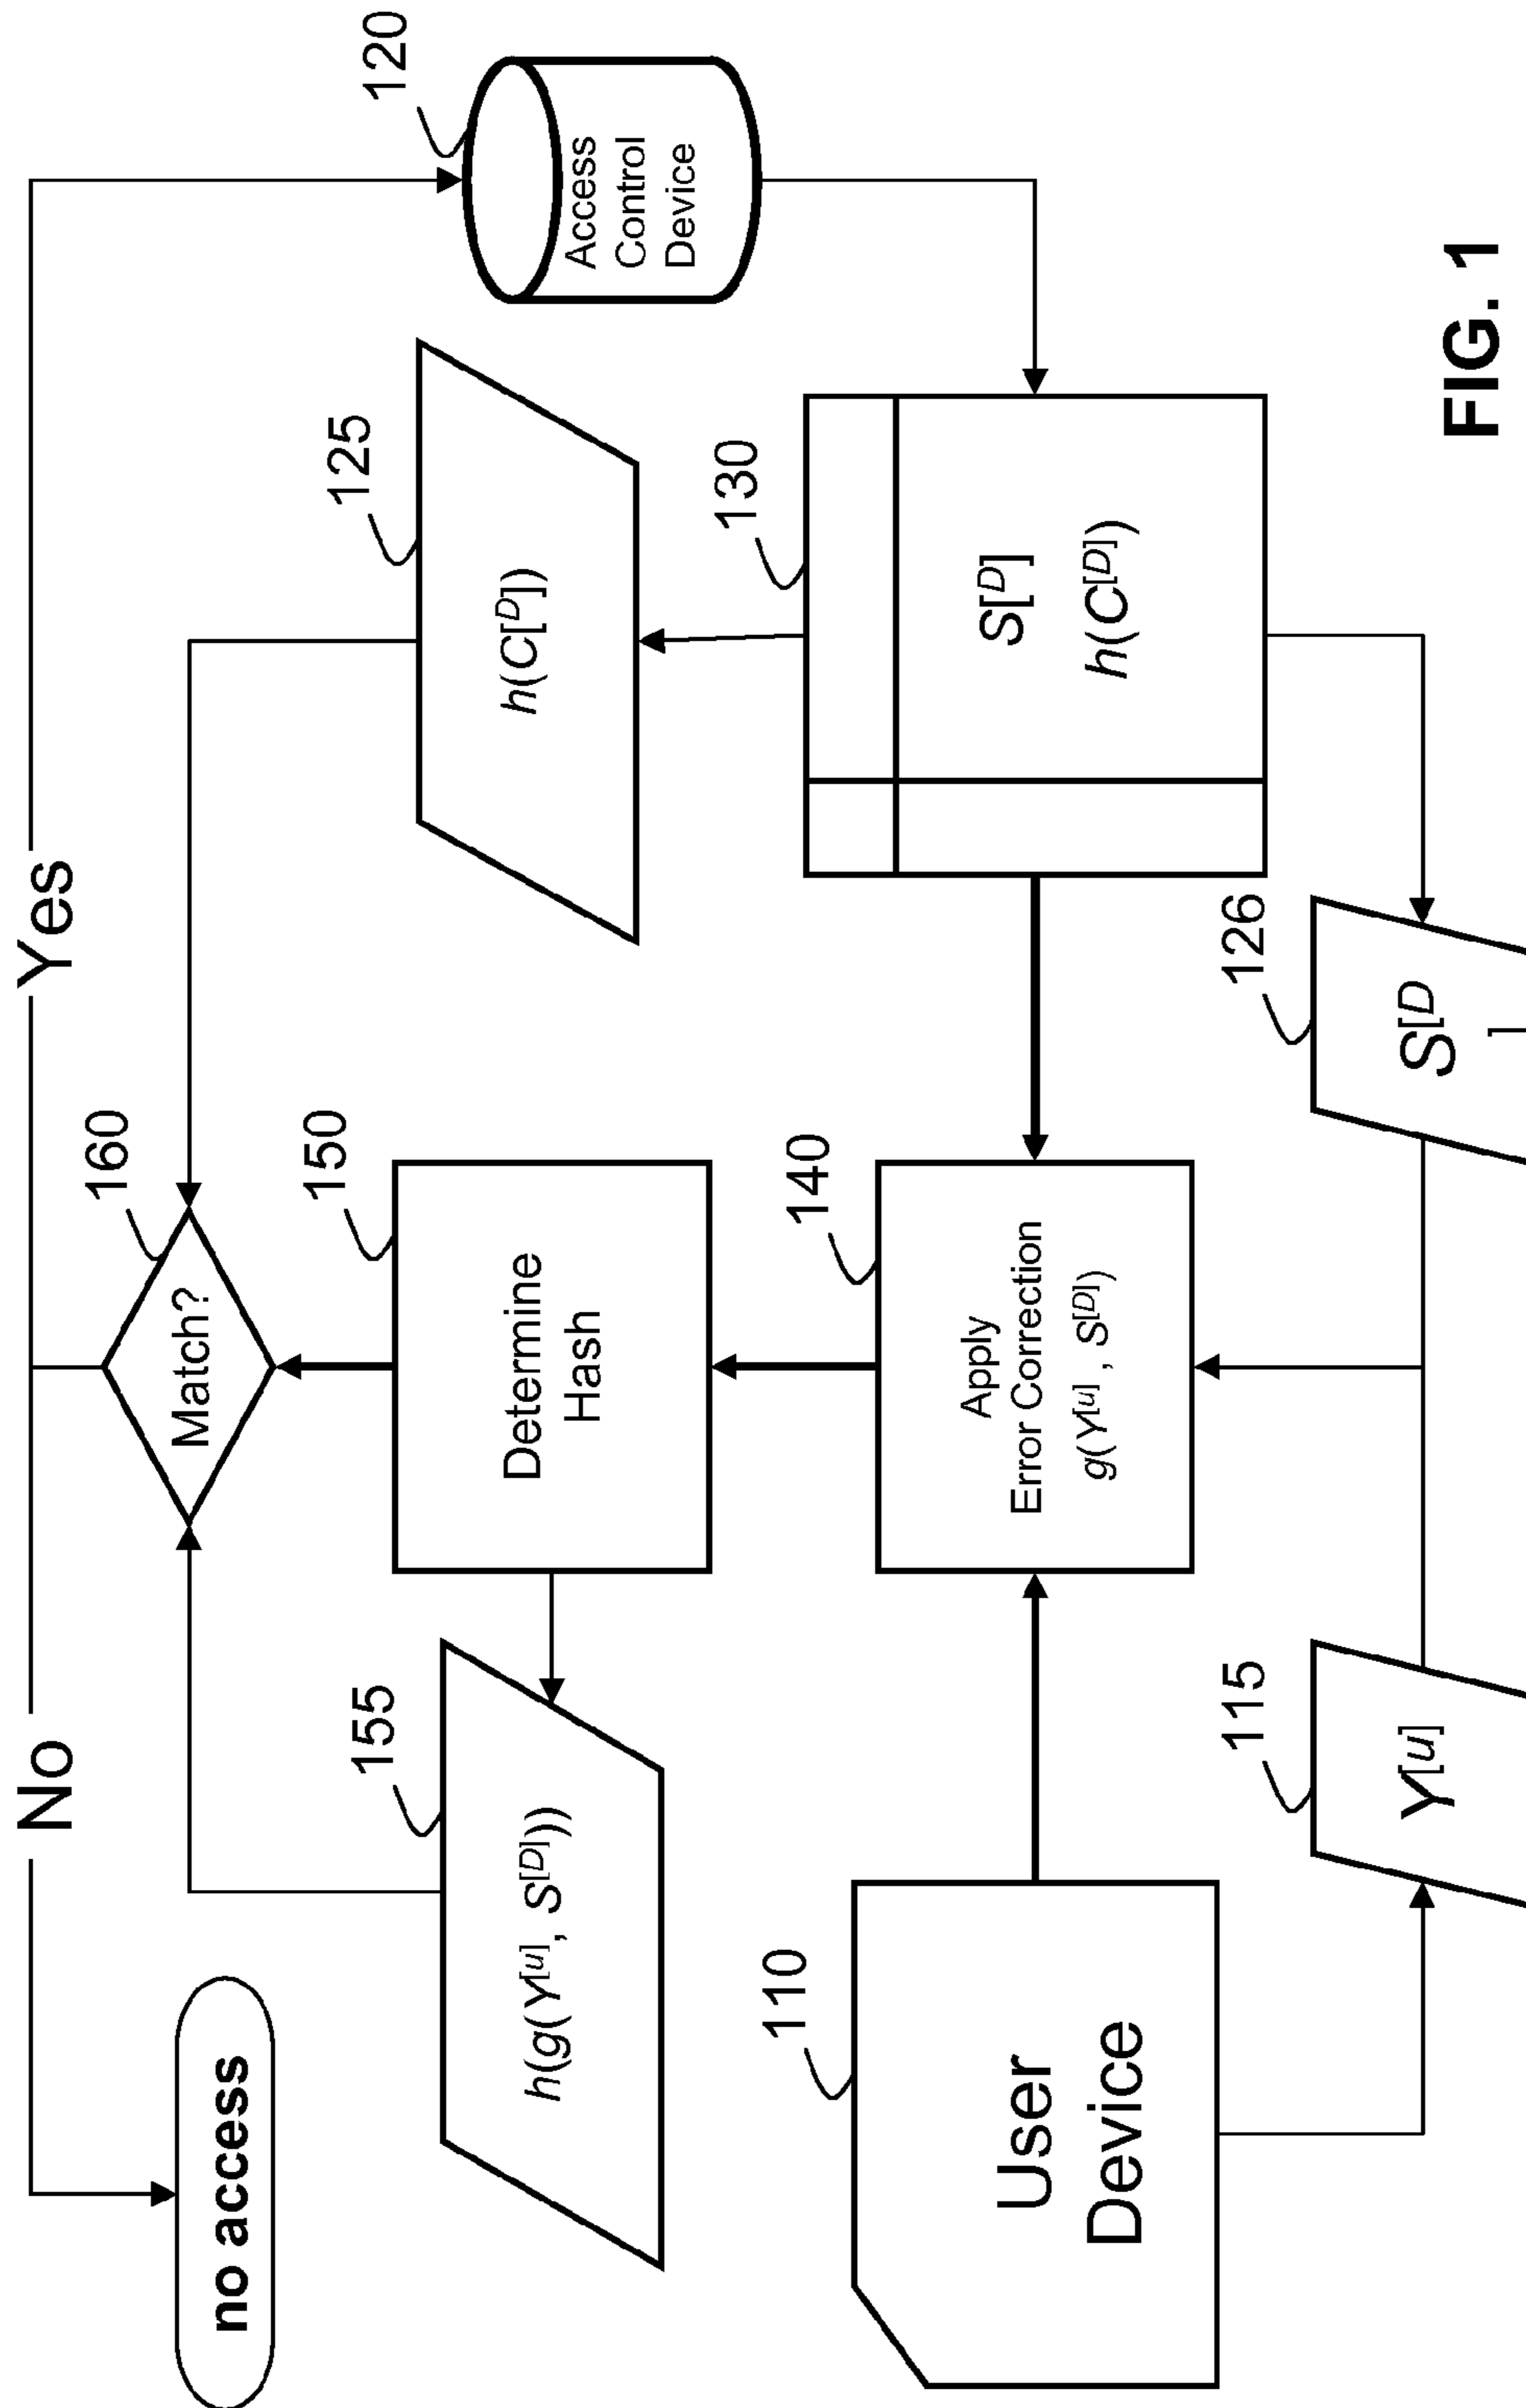 No
Yes
no access
160
Match?
120
Access
Control
Device
155
h(g(Y[u], S[D]))
150
Determine
Hash
125
h(C[D])
110
User
Device
140
Apply
Error Correction
g(Y[u], S[D])
130
S[D]
h(C[D])
115
Y[u]
126
S[D
]
FIG. 1